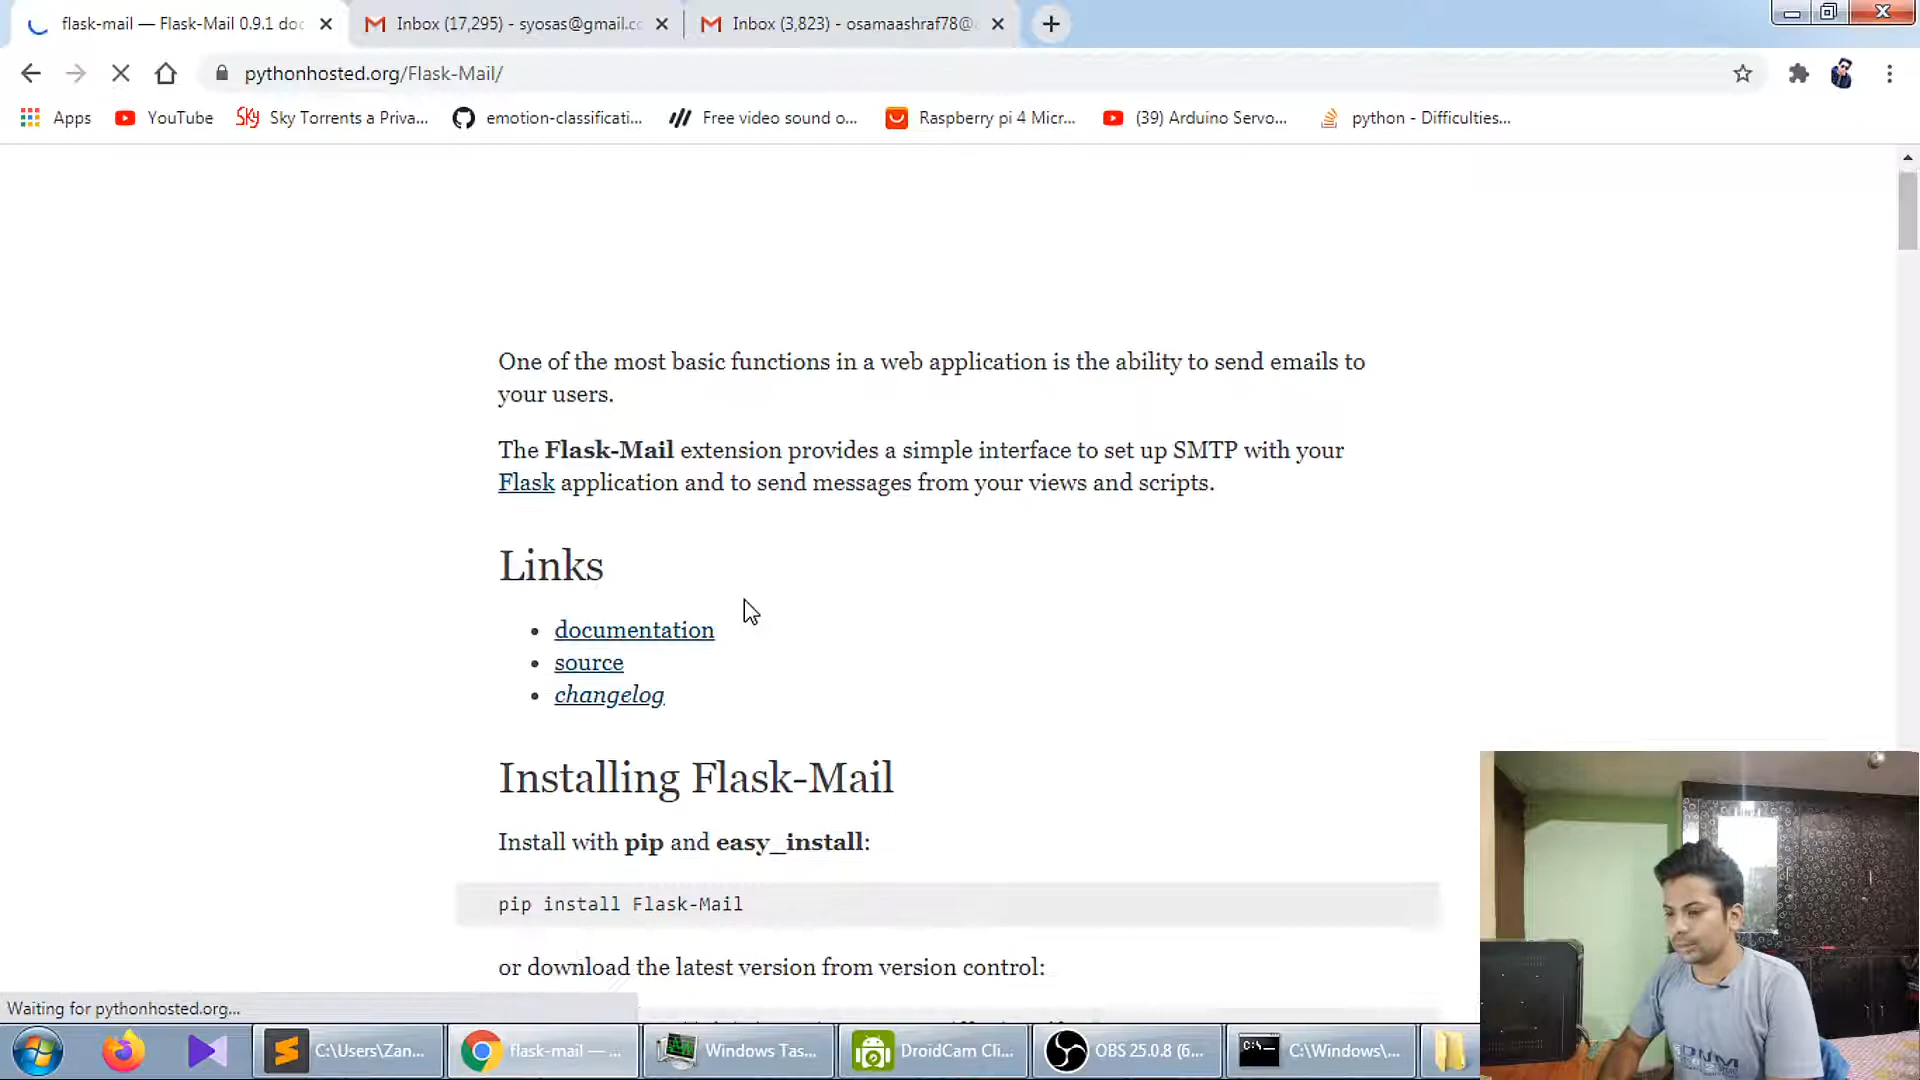 flask-mail — Flask-Mail 0.9.1 doc
Inbox (17,295) - syosas@gmail.cc
Inbox (3,823) - osamaashraf78@
pythonhosted.org/Flask-Mail/
Apps
YouTube
SKY Sky Torrents a Priva...
emotion-classificati...
Free video sound o...
Raspberry pi 4 Micr...
(39) Arduino Servo...
python - Difficulties...
One of the most basic functions in a web application is the ability to send emails to
your users.
The Flask-Mail extension provides a simple interface to set up SMTP with your
Flask application and to send messages from your views and scripts.
Links
• documentation
• source
• changelog
Installing Flask-Mail
Install with pip and easy_install:
pip install Flask-Mail
or download the latest version from version control:
Waiting for pythonhosted.org...
C:\Users\Zan...
flask-mail — ...
Windows Tas...
DroidCam Cli...
OBS 25.0.8 (6...
C:\Windows\...